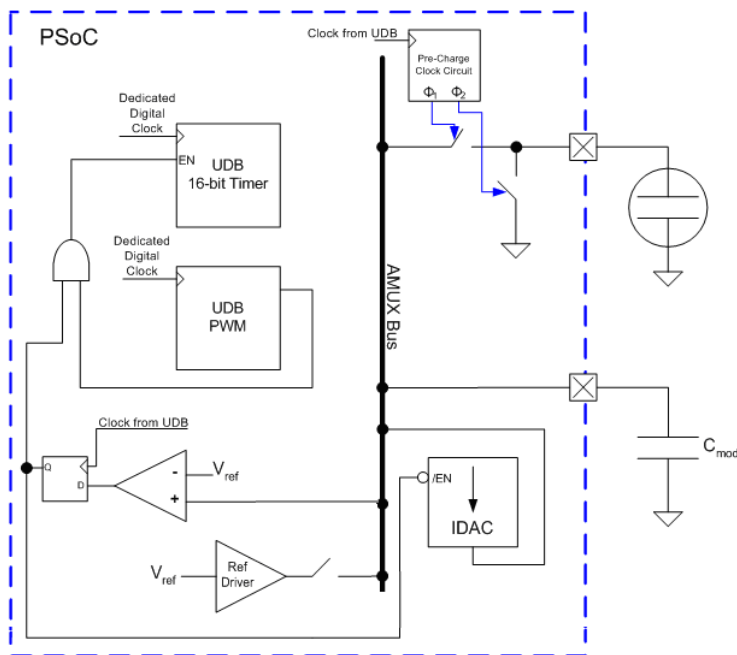 PSoC
Clock from UDB
Pre-Charge
Clock Circuit
Φ1 Φ2
Dedicated
Digital
Clock
EN
UDB
16-bit Timer
Dedicated
Digital
Clock
UDB
PWM
AMUX Bus
Clock from UDB
Q
D
-
+
Vref
/EN
IDAC
Cmod
Vref
Ref
Driver